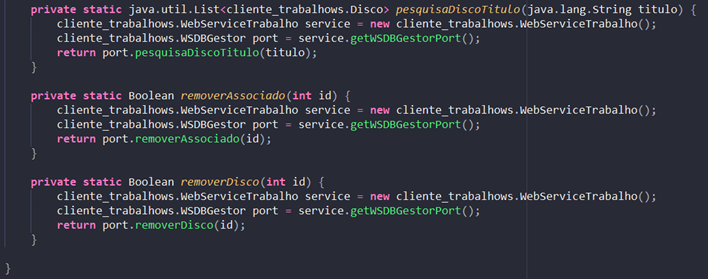 private static java.util.List<cliente_trabalhows.Disco> pesquisaDiscoTitulo(java.lang.String titulo) {
cliente_trabalhows.WebServiceTrabalho service = new cliente_trabalhows.WebServiceTrabalho();
cliente_trabalhows.WSDBGestor port = service.getWSDBGestorPort();
return port.pesquisaDiscoTitulo(titulo);
}
private static Boolean removerAssociado(int id) {
cliente_trabalhows.WebServiceTrabalho service = new cliente_trabalhows.WebServiceTrabalho();
cliente_trabalhows.WSDBGestor port = service.getWSDBGestorPort();
return port.removerAssociado(id);
}
private static Boolean removerDisco(int id) {
cliente_trabalhows.WebServiceTrabalho service = new cliente_trabalhows.WebServiceTrabalho();
cliente_trabalhows.WSDBGestor port = service.getWSDBGestorPort();
return port.removerDisco(id);
}
}